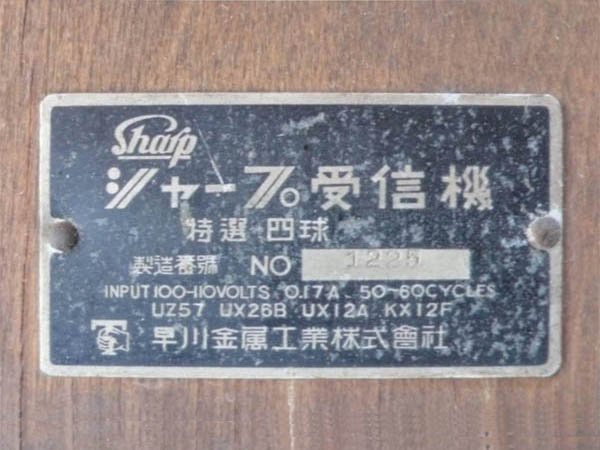 Sharp
シャープ受信機
特選 四球
製造番號 NO 1225
INPUT 100-110VOLTS 0.17A 50-60CYCLES
UZ57 UX26B UX12A KX12F
早川金属工業株式會社